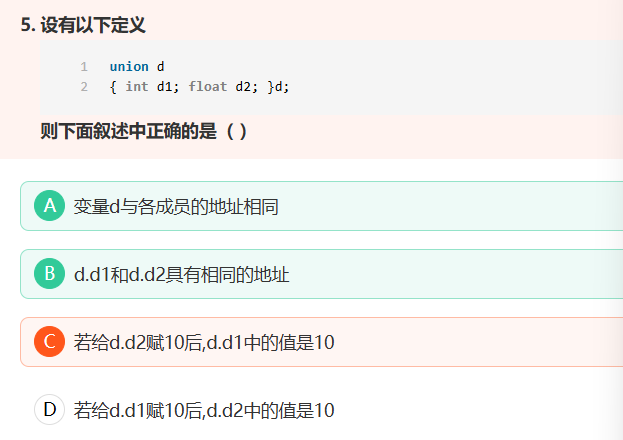 5. 设有以下定义
1 union d
2 { int d1; float d2; }d;
则下面叙述中正确的是（ ）
A 变量d与各成员的地址相同
B d.d1和d.d2具有相同的地址
C 若给d.d2赋10后,d.d1中的值是10
D 若给d.d1赋10后,d.d2中的值是10